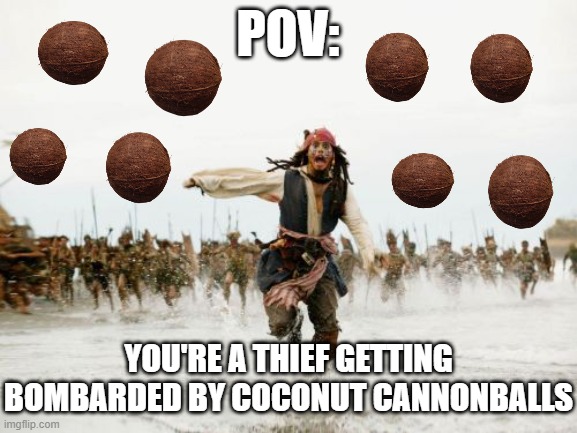 POV:
YOU'RE A THIEF GETTING
BOMBARDED BY COCONUT CANNONBALLS
imgflip.com